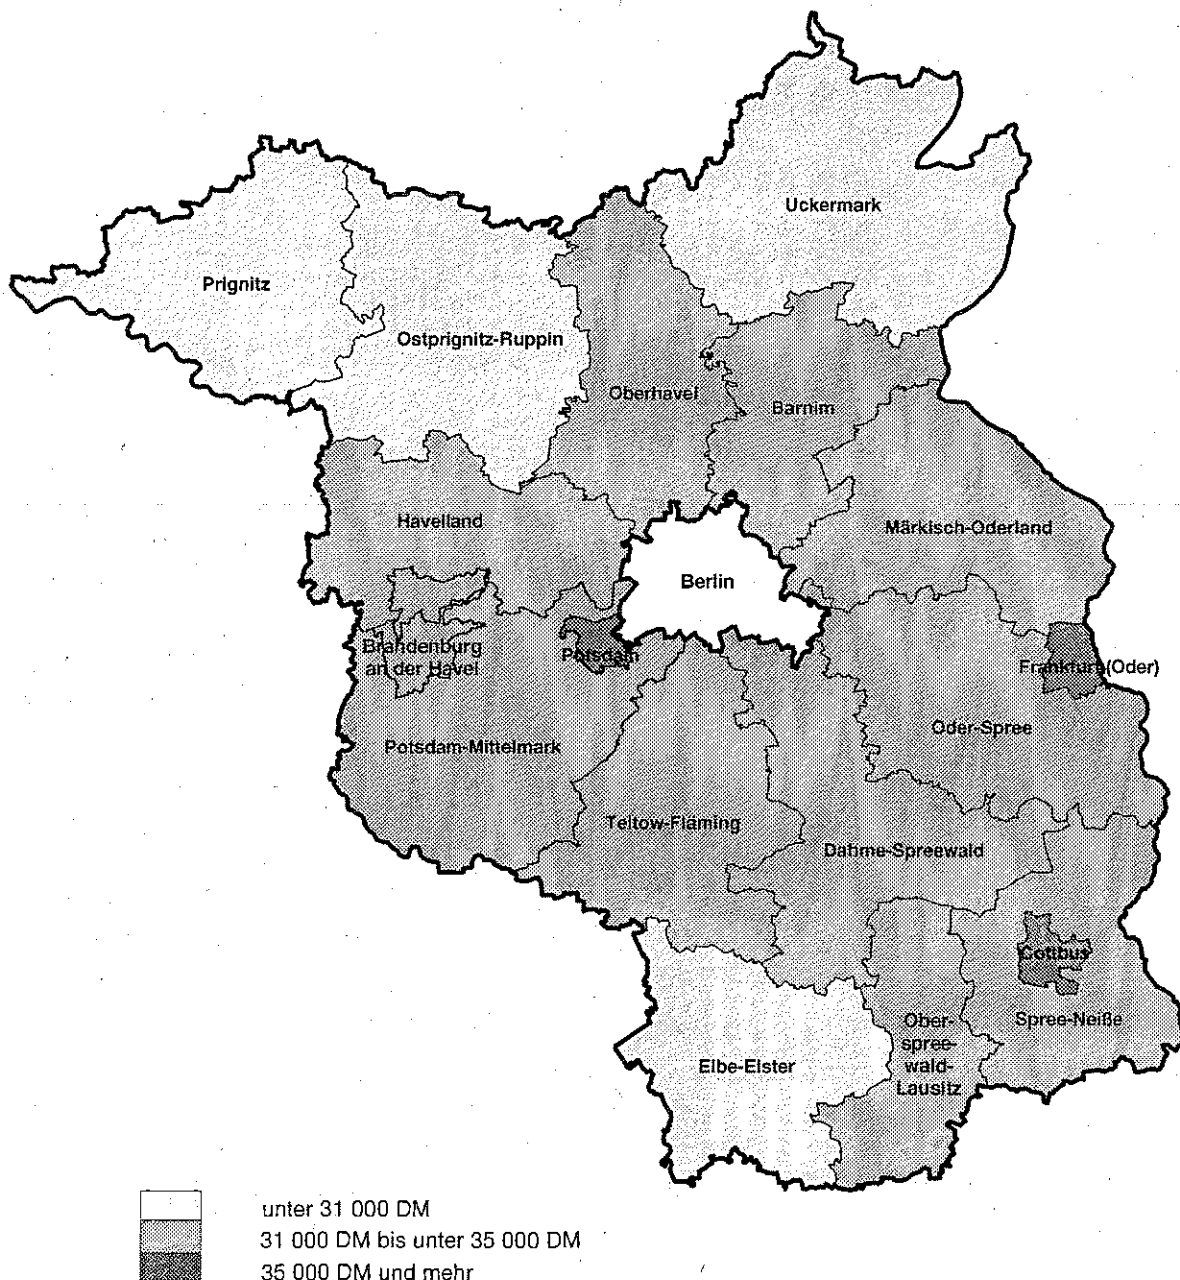 Uckermark
Prignitz
Ostprignitz-Ruppin
Oberhavel
Barnim
Havelland
Märkisch-Oderland
Berlin
Brandenburg
an der Havel
Potsdam
Frankfurt (Oder)
Oder-Spree
Potsdam-Mittelmark
Teltow-Fläming
Dahme-Spreewald
Cottbus
Spree-Neiße
Ober-
spree-
wald-
Lausitz
Elbe-Elster
unter 31 000 DM
31 000 DM bis unter 35 000 DM
35 000 DM und mehr